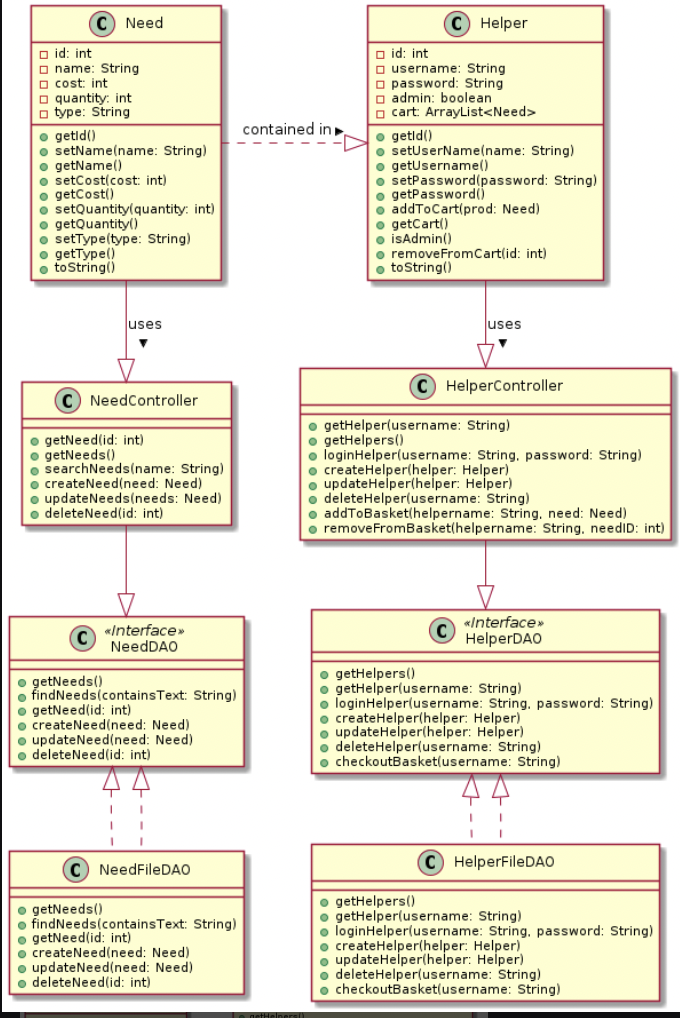 C Need
id: int
name: String
cost: int
quantity: int
type: String
getId()
setName(name: String)
getName()
setCost(cost: int)
getCost()
setQuantity(quantity: int)
getQuantity()
setType(type: String)
getType()
toString()
contained in
C Helper
id: int
username: String
password: String
admin: boolean
cart: ArrayList<Need>
getId()
setUserName(name: String)
getUsername()
setPassword(password: String)
getPassword()
addToCart(prod: Need)
getCart()
isAdmin()
removeFromCart(id: int)
toString()
uses
uses
C NeedController
getNeed(id: int)
getNeeds()
searchNeeds(name: String)
createNeed(need: Need)
updateNeeds(needs: Need)
deleteNeed(id: int)
C HelperController
getHelper(username: String)
getHelpers()
loginHelper(username: String, password: String)
createHelper(helper: Helper)
updateHelper(helper: Helper)
deleteHelper(username: String)
addToBasket(helpername: String, need: Need)
removeFromBasket(helpername: String, needID: int)
C «Interface»
NeedDAO
getNeeds()
findNeeds(containsText: String)
getNeed(id: int)
createNeed(need: Need)
updateNeed(need: Need)
deleteNeed(id: int)
C «Interface»
HelperDAO
getHelpers()
getHelper(username: String)
loginHelper(username: String, password: String)
createHelper(helper: Helper)
updateHelper(helper: Helper)
deleteHelper(username: String)
checkoutBasket(username: String)
C NeedFileDAO
getNeeds()
findNeeds(containsText: String)
getNeed(id: int)
createNeed(need: Need)
updateNeed(need: Need)
deleteNeed(id: int)
C HelperFileDAO
getHelpers()
getHelper(username: String)
loginHelper(username: String, password: String)
createHelper(helper: Helper)
updateHelper(helper: Helper)
deleteHelper(username: String)
checkoutBasket(username: String)
getHelpers()